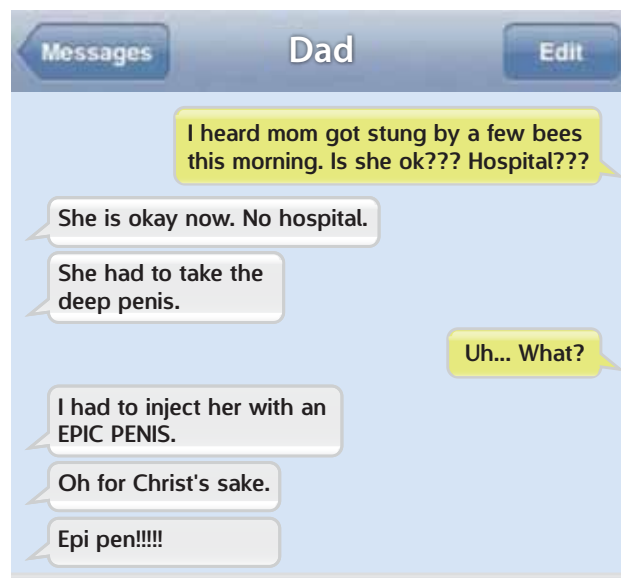 Messages
Dad
Edit
I heard mom got stung by a few bees
this morning. Is she ok??? Hospital???
She is okay now. No hospital.
She had to take the
deep penis.
Uh... What?
I had to inject her with an
EPIC PENIS.
Oh for Christ's sake.
Epi pen!!!!!